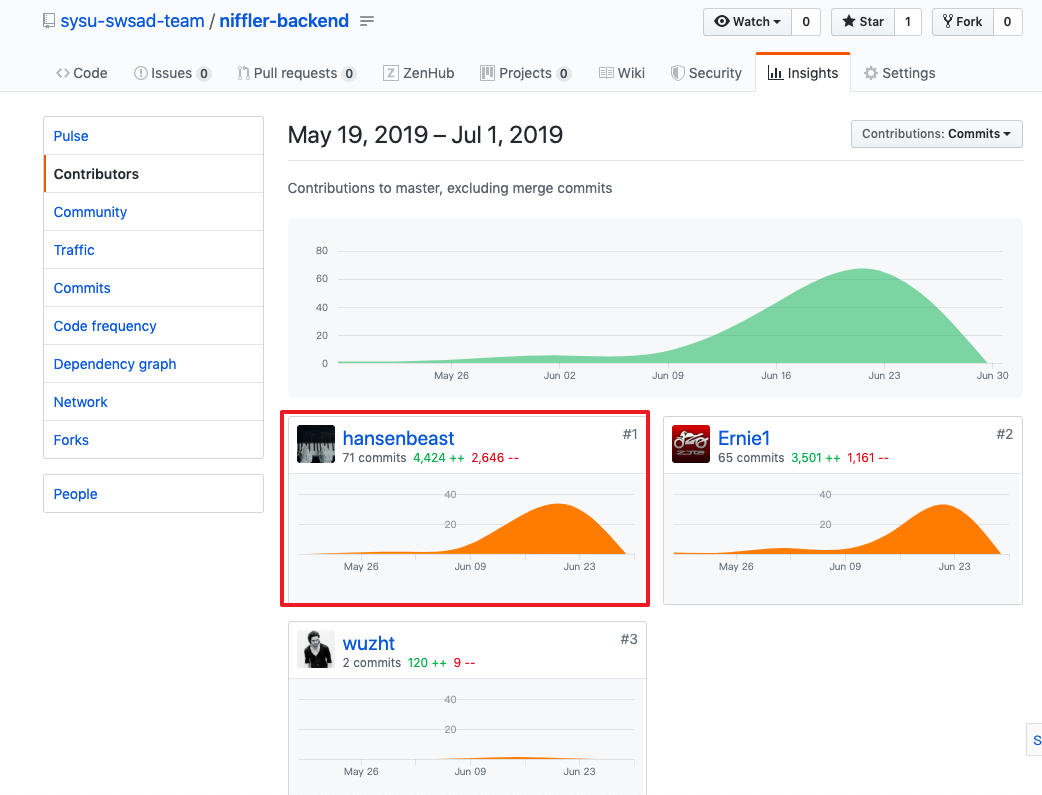 sysu-swsad-team / niffler-backend
Watch 0 Star 1 Fork 0
Code Issues 0 Pull requests 0 Z ZenHub Projects 0 Wiki Security Insights Settings
Pulse
Contributors
Community
Traffic
Commits
Code frequency
Dependency graph
Network
Forks
People
May 19, 2019 – Jul 1, 2019
Contributions: Commits
Contributions to master, excluding merge commits
80
60
40
20
0
May 26 Jun 02 Jun 09 Jun 16 Jun 23 Jun 30
hansenbeast #1
71 commits 4,424 ++ 2,646 --
40
20
May 26 Jun 09 Jun 23
Ernie1 #2
65 commits 3,501 ++ 1,161 --
40
20
May 26 Jun 09 Jun 23
wuzht #3
2 commits 120 ++ 9 --
40
20
May 26 Jun 09 Jun 23
S